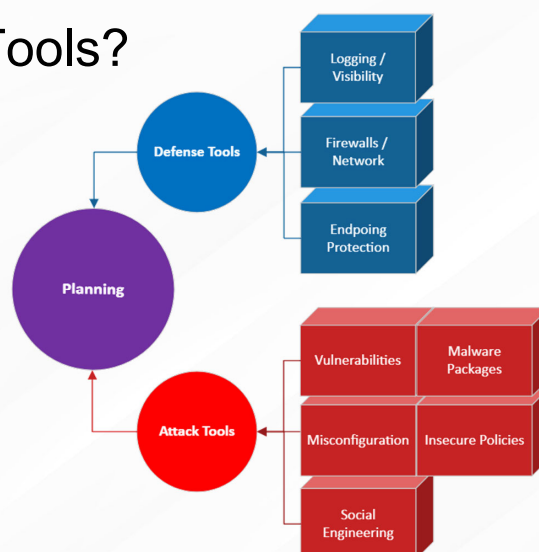 Tools?
Logging /
Visibility
Defense Tools
Firewalls /
Network
Endpoing
Protection
Planning
Vulnerabilities
Malware
Packages
Attack Tools
Misconfiguration
Insecure Policies
Social
Engineering